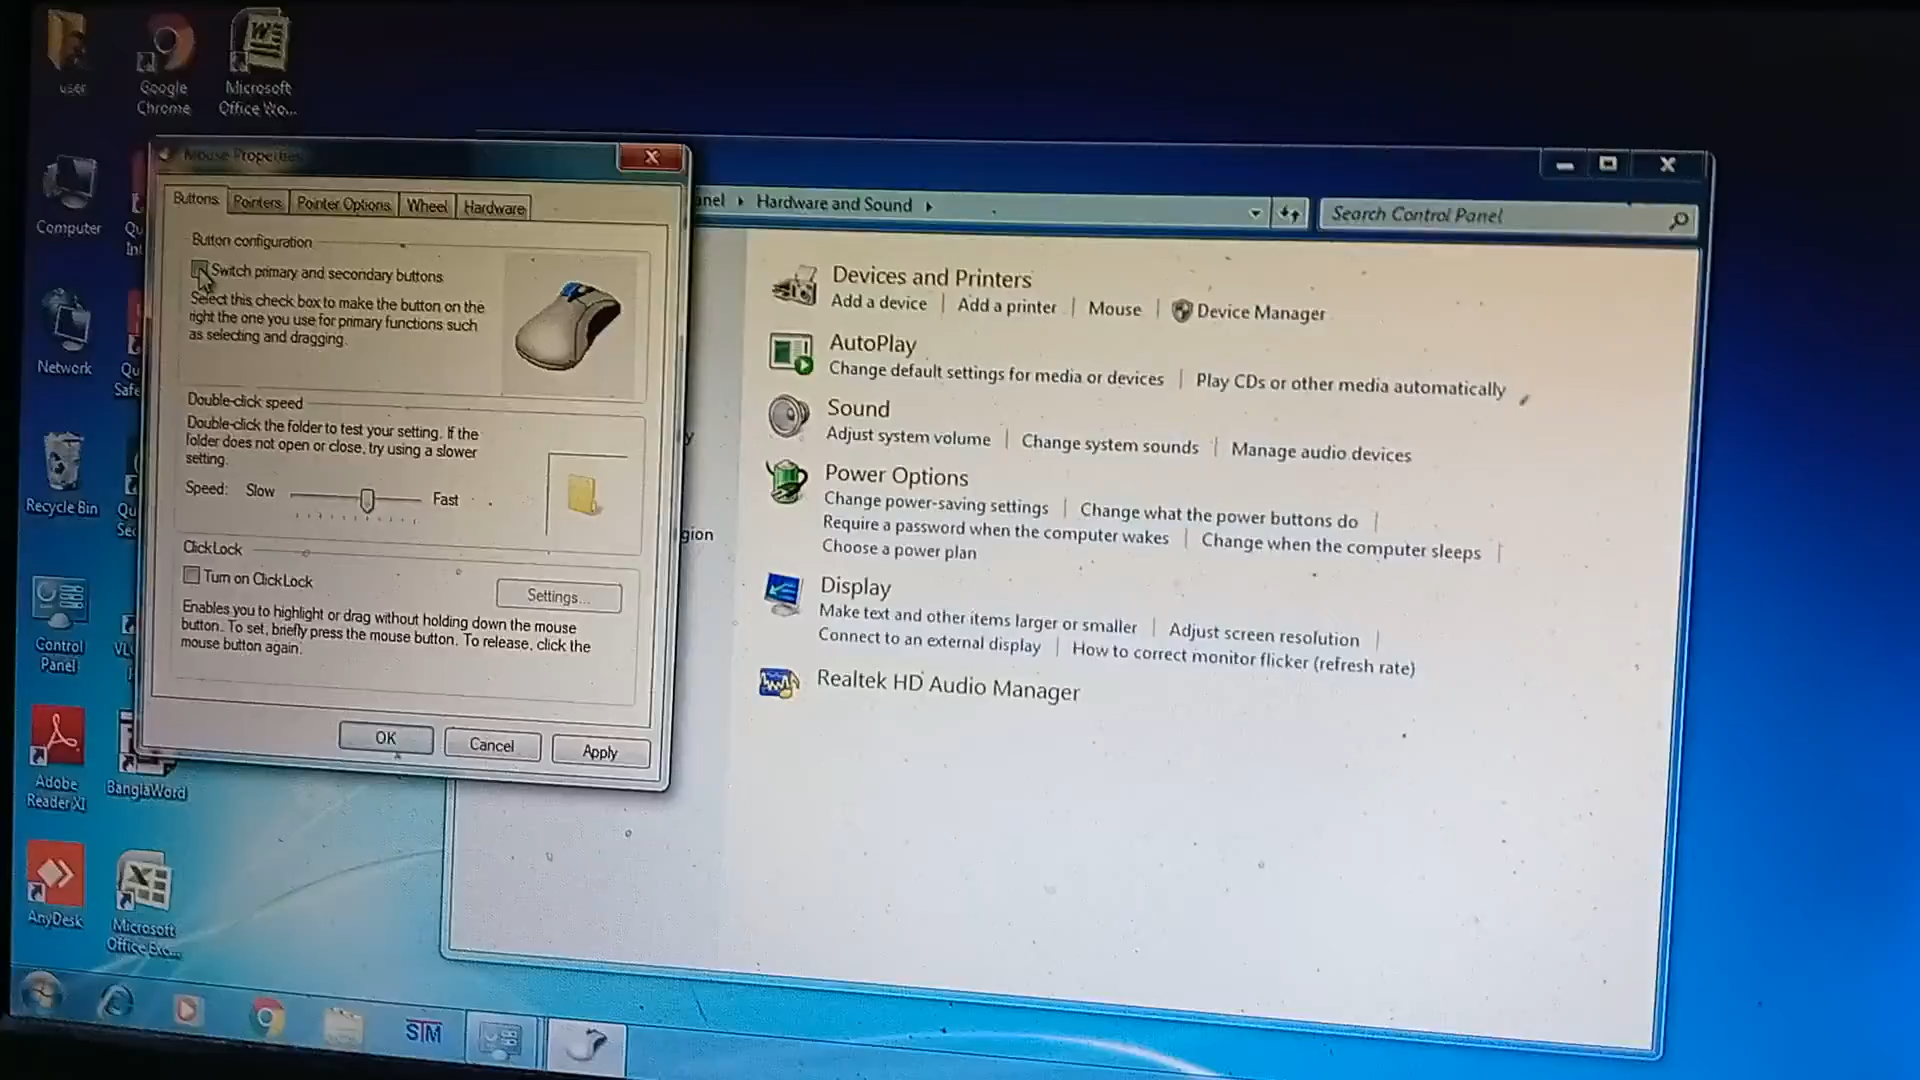 user
Google
Chrome
Microsoft
Office Wo...
Computer
Qu
Int
Network
Qu
Safe
Recycle Bin
Qu
Sec
Control
Panel
VL
Adobe
Reader XI
BanglaWord
AnyDesk
Microsoft
Office Exc...
Mouse Properties
Buttons
Pointers
Pointer Options
Wheel
Hardware
Button configuration
Switch primary and secondary buttons
Select this check box to make the button on the
right the one you use for primary functions such
as selecting and dragging.
Double-click speed
Double-click the folder to test your setting. If the
folder does not open or close, try using a slower
setting.
Speed: Slow Fast
ClickLock
Turn on ClickLock
Settings...
Enables you to highlight or drag without holding down the mouse
button. To set, briefly press the mouse button. To release, click the
mouse button again.
OK
Cancel
Apply
nel
Hardware and Sound
Search Control Panel
y
gion
Devices and Printers
Add a device | Add a printer | Mouse | Device Manager
AutoPlay
Change default settings for media or devices | Play CDs or other media automatically
Sound
Adjust system volume | Change system sounds | Manage audio devices
Power Options
Change power-saving settings | Change what the power buttons do |
Require a password when the computer wakes | Change when the computer sleeps |
Choose a power plan
Display
Make text and other items larger or smaller | Adjust screen resolution |
Connect to an external display | How to correct monitor flicker (refresh rate)
Realtek HD Audio Manager
STM